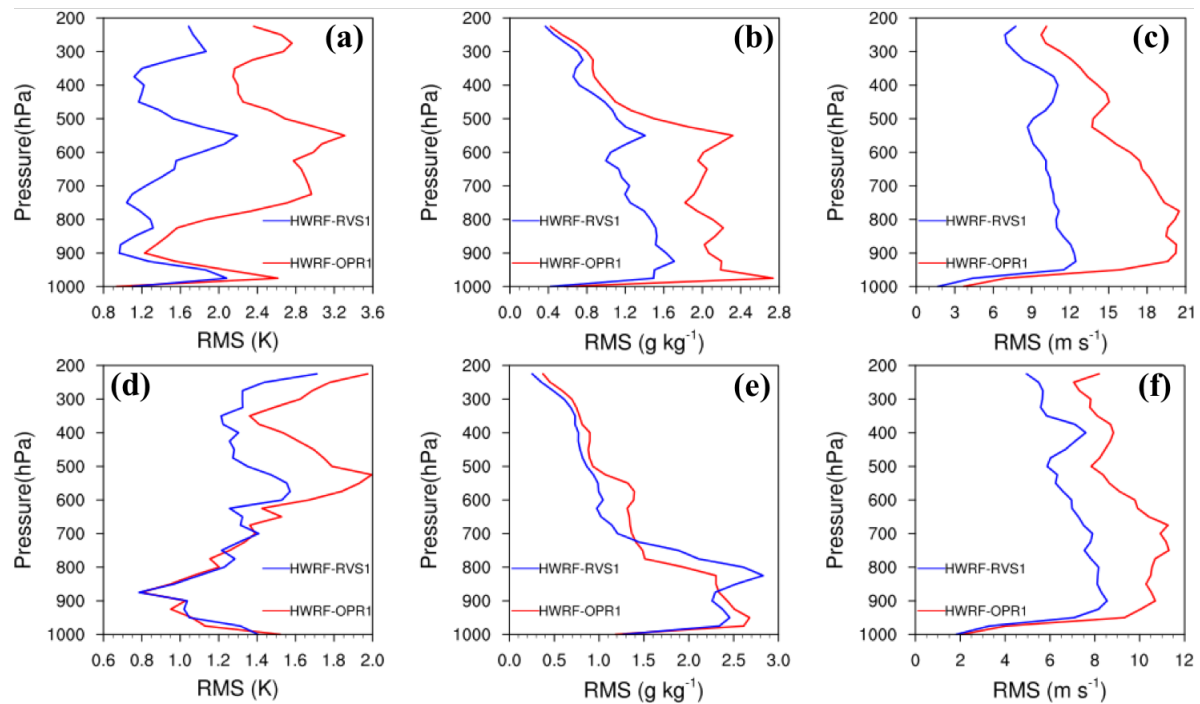 (a)
Pressure(hPa)
200
300
400
500
600
700
800
900
1000
HWRF-RVS1
HWRF-OPR1
0.8 1.2 1.6 2.0 2.4 2.8 3.2 3.6
RMS (K)
(b)
Pressure(hPa)
200
300
400
500
600
700
800
900
1000
HWRF-RVS1
HWRF-OPR1
0.0 0.4 0.8 1.2 1.6 2.0 2.4 2.8
RMS (g kg⁻¹)
(c)
Pressure(hPa)
200
300
400
500
600
700
800
900
1000
HWRF-RVS1
HWRF-OPR1
0 3 6 9 12 15 18 21
RMS (m s⁻¹)
(d)
Pressure(hPa)
200
300
400
500
600
700
800
900
1000
HWRF-RVS1
HWRF-OPR1
0.6 0.8 1.0 1.2 1.4 1.6 1.8 2.0
RMS (K)
(e)
Pressure(hPa)
200
300
400
500
600
700
800
900
1000
HWRF-RVS1
HWRF-OPR1
0.0 0.5 1.0 1.5 2.0 2.5 3.0
RMS (g kg⁻¹)
(f)
Pressure(hPa)
200
300
400
500
600
700
800
900
1000
HWRF-RVS1
HWRF-OPR1
0 2 4 6 8 10 12
RMS (m s⁻¹)